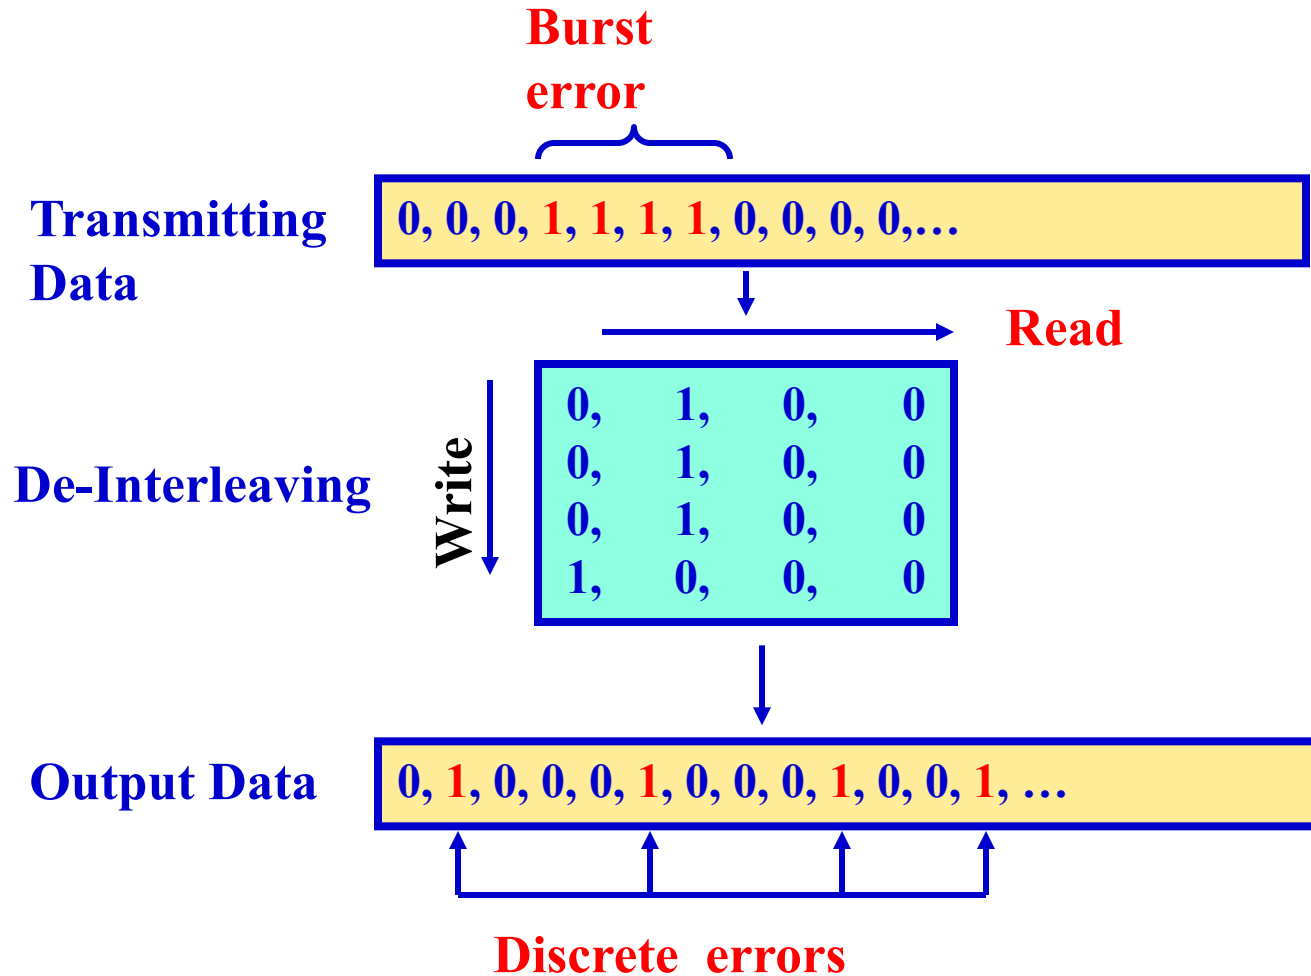 Burst
error
Transmitting
Data
0, 0, 0, 1, 1, 1, 1, 0, 0, 0, 0,…
Read
De-Interleaving
Write
0, 1, 0, 0
0, 1, 0, 0
0, 1, 0, 0
1, 0, 0, 0
Output Data
0, 1, 0, 0, 0, 1, 0, 0, 0, 1, 0, 0, 1, …
Discrete errors